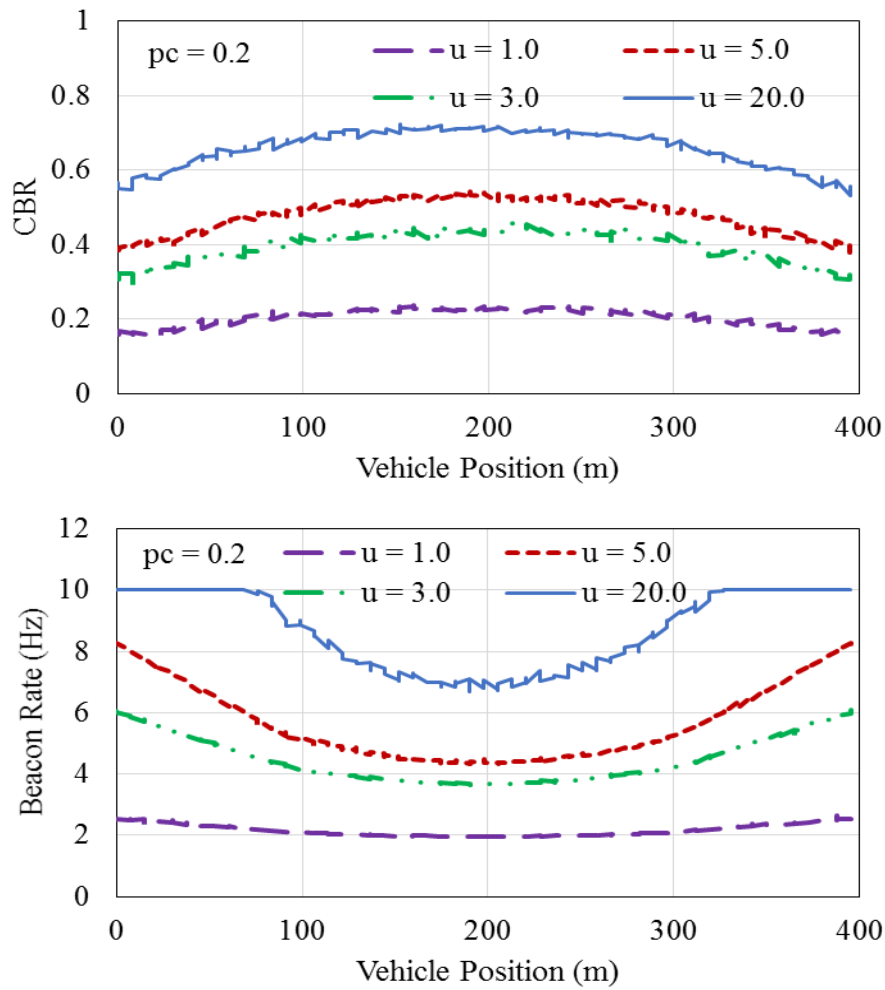 1
pc = 0.2
u = 1.0
u = 5.0
0.8
u = 3.0
u = 20.0
0.6
CBR
0.4
0.2
0
0
100
200
300
400
Vehicle Position (m)
12
pc = 0.2
u = 1.0
u = 5.0
10
u = 3.0
u = 20.0
8
Beacon Rate (Hz)
6
4
2
0
0
100
200
300
400
Vehicle Position (m)